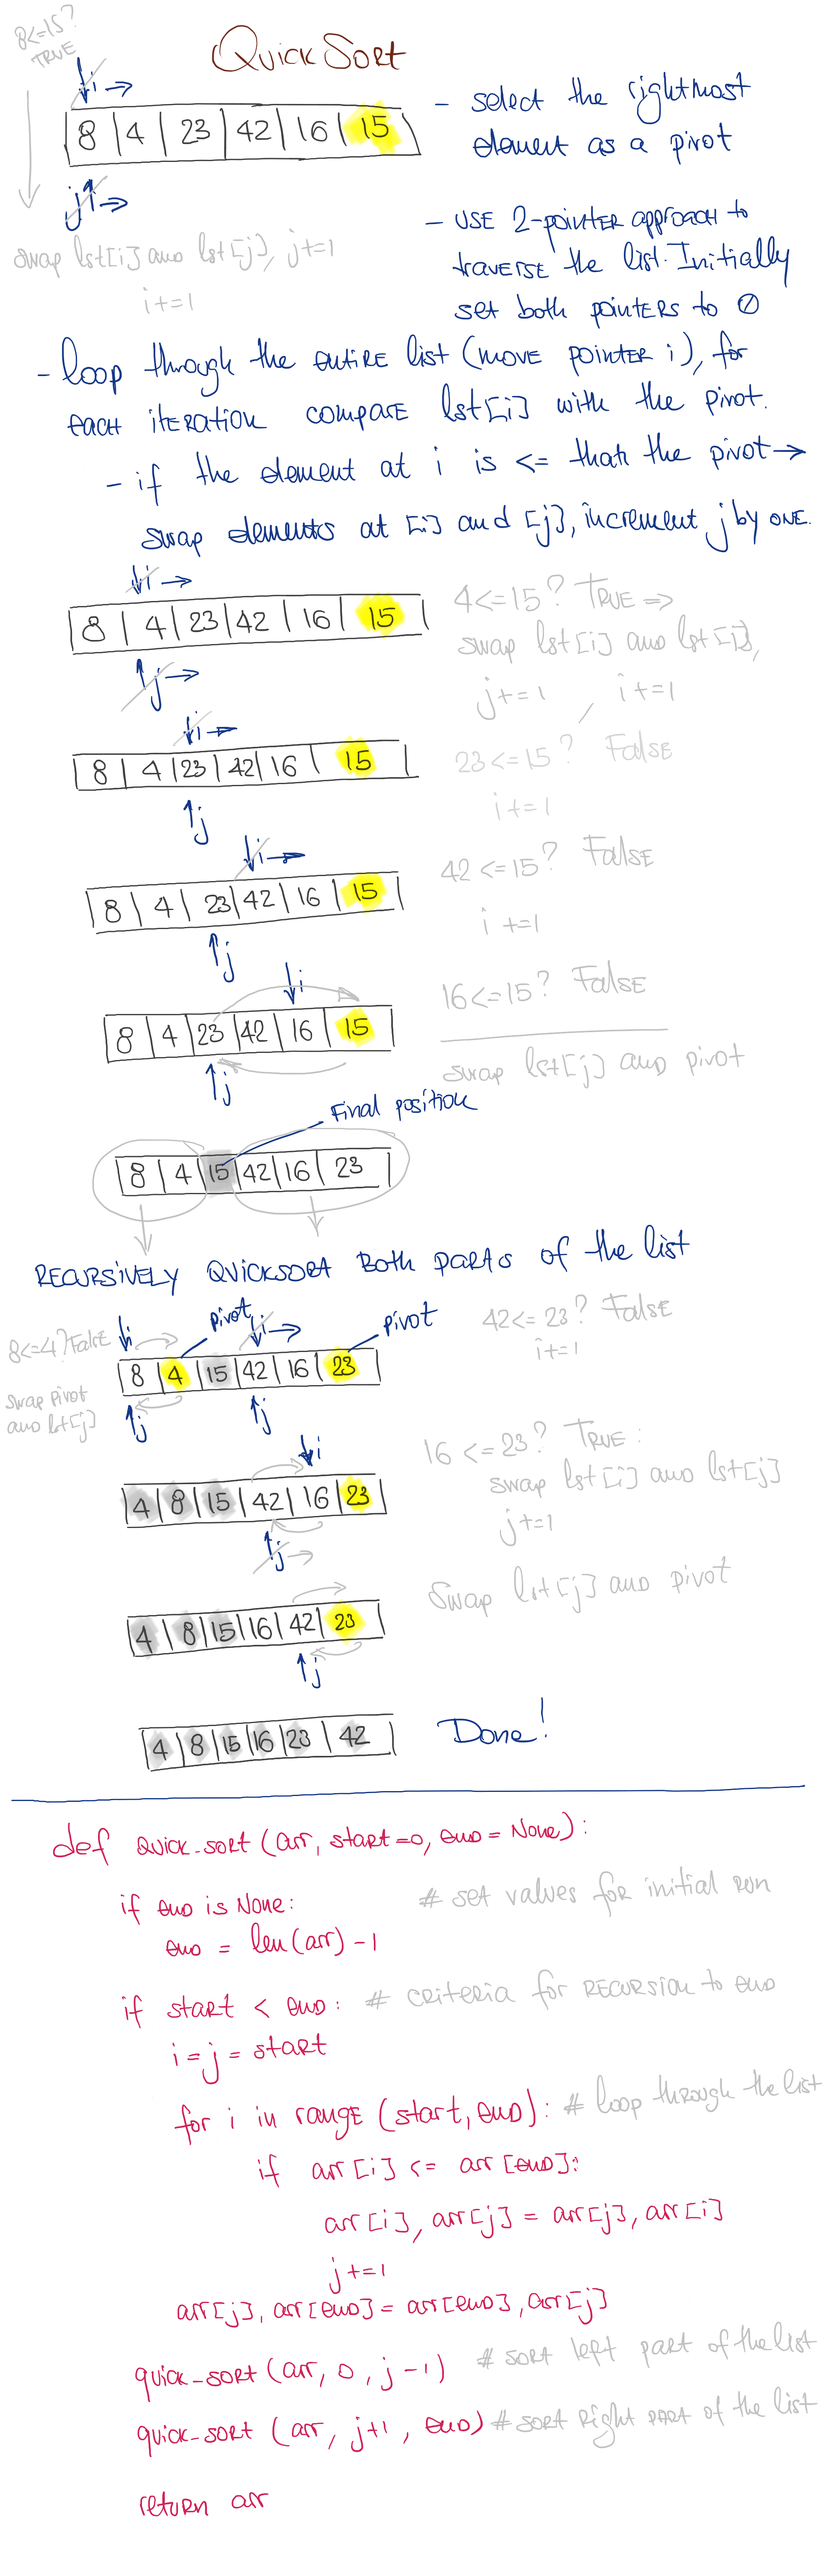 8<=15?
TRUE
QuickSort
i
8 4 23 42 16 15
j
- select the rightmost
element as a pivot
- USE 2-pointer approach to
traverse the list. Initially
set both pointers to 0
swap lst[i] and lst[j], j+=1
i+=1
- loop through the entire list (move pointer i), for
each iteration compare lst[i] with the pivot.
- if the element at i is <= than the pivot →
swap elements at [i] and [j], increment j by one.
i
8 4 23 42 16 15
j
4<=15? True =>
swap lst[i] and lst[j],
j+=1, i+=1
i
8 4 23 42 16 15
j
23<=15? False
i+=1
i
8 4 23 42 16 15
j
42<=15? False
i+=1
i
8 4 23 42 16 15
j
16<=15? False
swap lst[j] and pivot
Final position
8 4 15 42 16 23
RECURSIVELY QUICKSORT BOTH PARTS of the list
8<=4? False
i
pivot
i
pivot
8 4 15 42 16 23
swap pivot
and lst[j]
j
j
42<=23? False
i+=1
i
4 8 15 42 16 23
j
16<=23? True:
swap lst[i] and lst[j]
j+=1
4 8 15 16 42 23
j
Swap lst[j] and pivot
4 8 15 16 23 42
Done!
def quick_sort(arr, start=0, end=None):
if end is None: # set values for initial run
end = len(arr)-1
if start < end: # criteria for recursion to end
i=j=start
for i in range(start, end): # loop through the list
if arr[i] <= arr[end]:
arr[i], arr[j] = arr[j], arr[i]
j+=1
arr[j], arr[end] = arr[end], arr[j]
quick_sort(arr, 0, j-1) # sort left part of the list
quick_sort(arr, j+1, end) # sort right part of the list
return arr